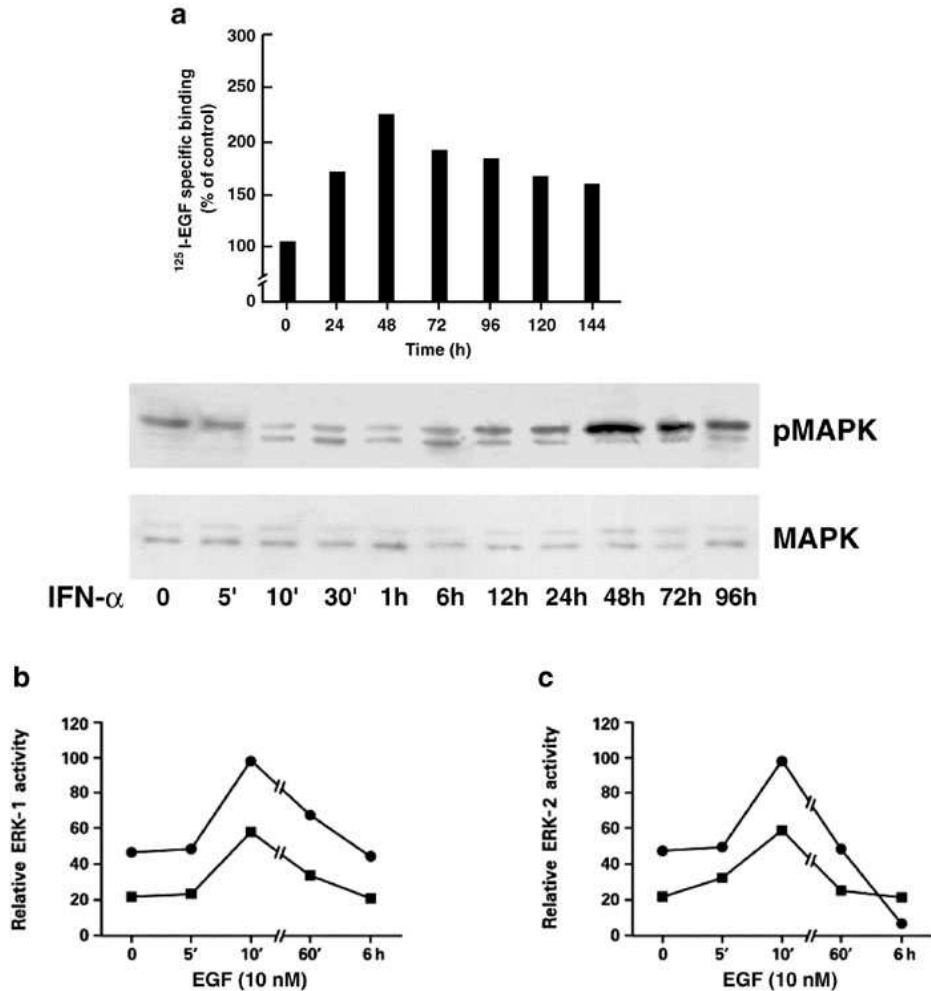 a
300
250
200
150
100
0
¹²⁵I-EGF specific binding
(% of control)
0 24 48 72 96 120 144
Time (h)
pMAPK
MAPK
IFN-α 0 5' 10' 30' 1h 6h 12h 24h 48h 72h 96h
b
120
100
80
60
40
20
0
Relative ERK-1 activity
0 5' 10' 60' 6 h
EGF (10 nM)
c
120
100
80
60
40
20
0
Relative ERK-2 activity
0 5' 10' 60' 6 h
EGF (10 nM)